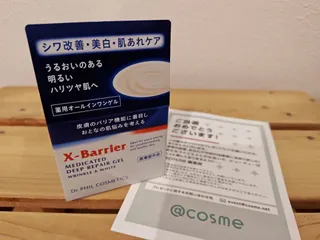 シワ改善・美白・肌あれケア
うるおいのある
明るい
ハリツヤ肌へ
薬用オールインワンゲル
皮膚のバリア機能に着目し
おとなの肌悩みを考える
X-Barrier
MEDICATED
DEEP REPAIR GEL
WRINKLE & WHITE
医薬部外品
DR.PHIL COSMETICS
ご当選
おめでとう
ございます!
@cosme